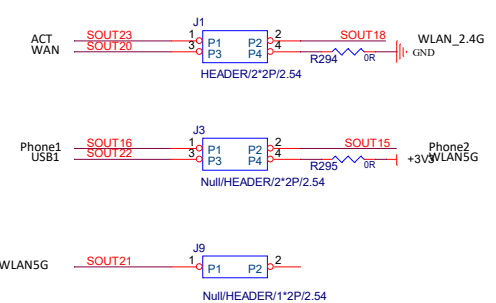 J1
ACT SOUT23 1 P1 P2 2 SOUT18 WLAN_2.4G
WAN SOUT20 3 P3 P4 4 R294 0R GND
HEADER/2*2P/2.54
J3
Phone1 SOUT16 1 P1 P2 2 SOUT15 Phone2
USB1 SOUT22 3 P3 P4 4 R295 0R +3V3 WLAN5G
Null/HEADER/2*2P/2.54
J9
WLAN5G SOUT21 1 P1 P2 2
Null/HEADER/1*2P/2.54